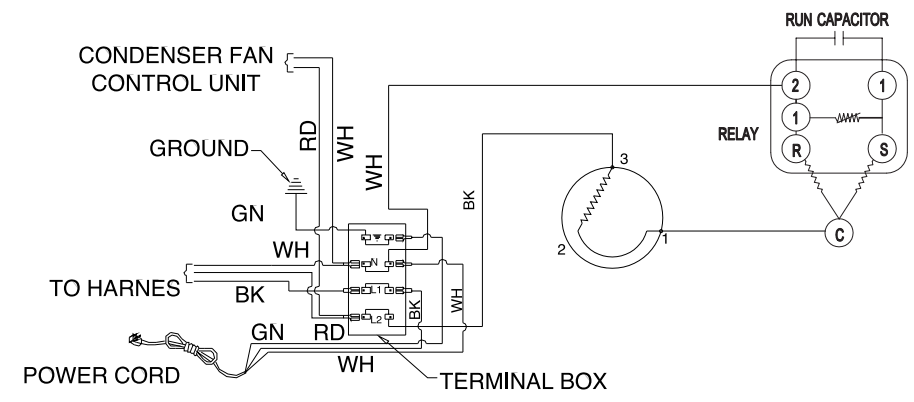 RUN CAPACITOR
CONDENSER FAN
CONTROL UNIT
2
1
1
RELAY
R
S
RD
WH
WH
GROUND
3
BK
GN
2
1
C
WH
N
TO HARNES
BK
L1
BK
WH
L2
GN
RD
WH
POWER CORD
TERMINAL BOX